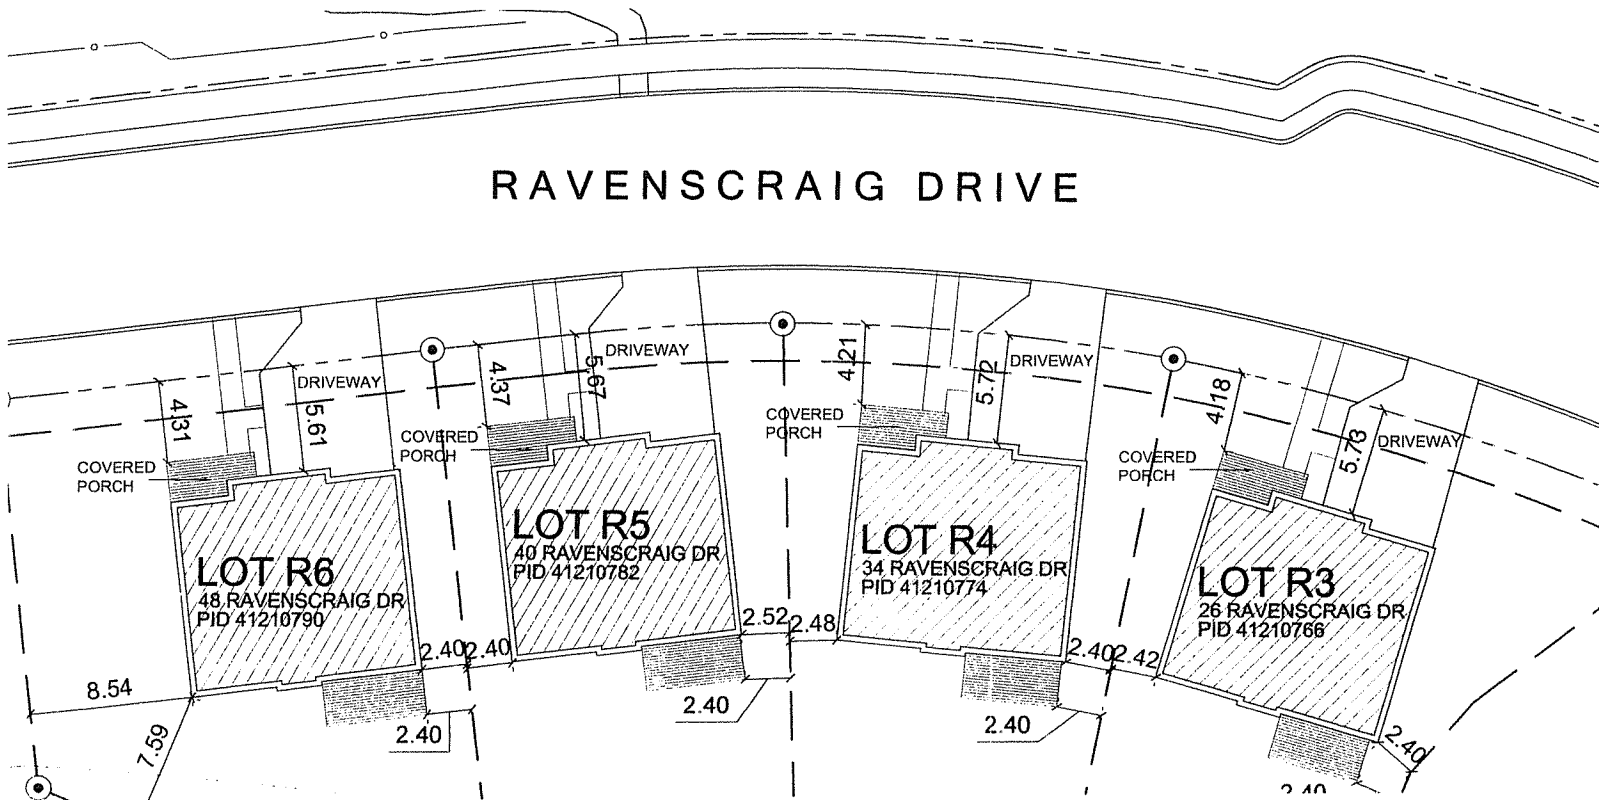 RAVENSCRAIG DRIVE
4.31
DRIVEWAY
5.61
COVERED
PORCH
LOT R6
48 RAVENSCRAIG DR
PID 41210790
8.54
7.59
2.40
2.40
2.40
4.37
5.67
DRIVEWAY
COVERED
PORCH
LOT R5
40 RAVENSCRAIG DR
PID 41210782
2.52
2.48
2.40
4.21
5.72
DRIVEWAY
COVERED
PORCH
LOT R4
34 RAVENSCRAIG DR
PID 41210774
2.40
2.42
2.40
4.18
5.73
DRIVEWAY
COVERED
PORCH
LOT R3
26 RAVENSCRAIG DR
PID 41210766
2.40
2.40